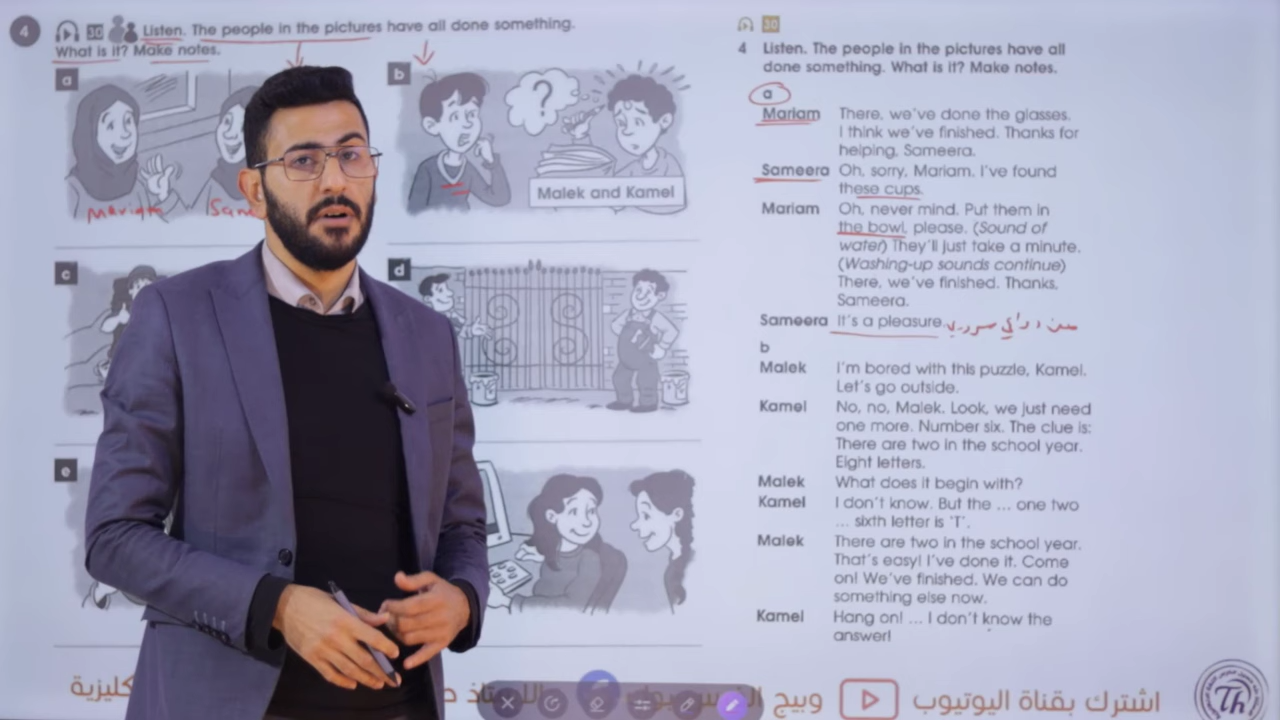 4 30 Listen. The people in the pictures have all done something.
What is it? Make notes.
a
b
Malek and Kamel
c
d
e
30
4 Listen. The people in the pictures have all
done something. What is it? Make notes.
a
Mariam There, we've done the glasses.
I think we've finished. Thanks for
helping, Sameera.
Sameera Oh, sorry, Mariam. I've found
these cups.
Mariam Oh, never mind. Put them in
the bowl, please. (Sound of
water) They'll just take a minute.
(Washing-up sounds continue)
There, we've finished. Thanks,
Sameera.
Sameera It's a pleasure.
b
Malek I'm bored with this puzzle, Kamel.
Let's go outside.
Kamel No, no, Malek. Look, we just need
one more. Number six. The clue is:
There are two in the school year.
Eight letters.
Malek What does it begin with?
Kamel I don't know. But the ... one two
... sixth letter is 'T'.
Malek There are two in the school year.
That's easy! I've done it. Come
on! We've finished. We can do
something else now.
Kamel Hang on! ... I don't know the
answer!
اشترك بقناة اليوتيوب وبيج
Th